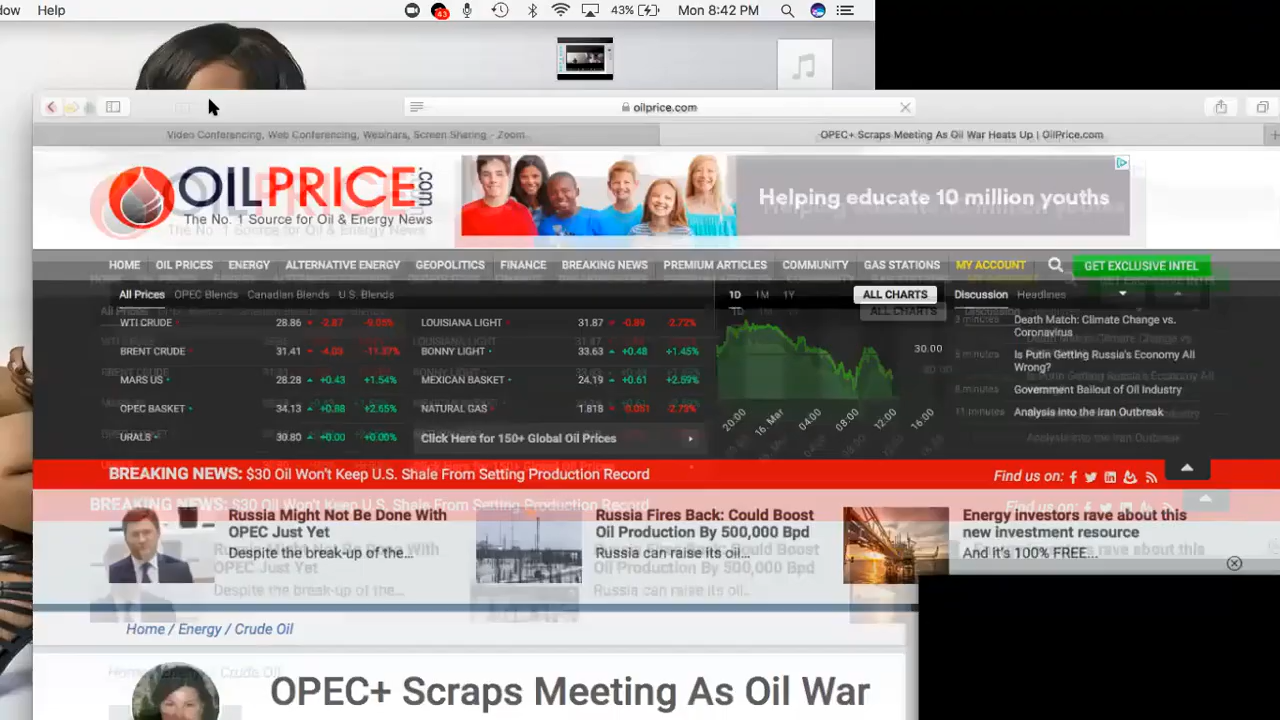 ow Help
43
43%
Mon 8:42 PM
oilprice.com
Video Conferencing, Web Conferencing, Webinars, Screen Sharing - Zoom
OPEC+ Scraps Meeting As Oil War Heats Up | OilPrice.com
OILPRICE.com
The No. 1 Source for Oil & Energy News
Helping educate 10 million youths
HOME OIL PRICES ENERGY ALTERNATIVE ENERGY GEOPOLITICS FINANCE BREAKING NEWS PREMIUM ARTICLES COMMUNITY GAS STATIONS MY ACCOUNT GET EXCLUSIVE INTEL
All Prices OPEC Blends Canadian Blends U.S. Blends
1D 1M 1Y ALL CHARTS
Discussion Headlines
WTI CRUDE 28.86 -2.87 -9.05%
LOUISIANA LIGHT 31.87 -0.89 -2.72%
BRENT CRUDE 31.41 -4.03 -11.37%
BONNY LIGHT 33.63 +0.48 +1.45%
MARS US 28.28 +0.43 +1.54%
MEXICAN BASKET 24.19 +0.61 +2.59%
OPEC BASKET 34.13 +0.88 +2.65%
NATURAL GAS 1.818 -0.051 -2.73%
URALS 30.80 +0.00 +0.00%
Click Here for 150+ Global Oil Prices
30.00
20:00 16. Mar 04:00 08:00 12:00 16:00
3 minutes Death Match: Climate Change vs.
Coronavirus
5 minutes Is Putin Getting Russia's Economy All
Wrong?
8 minutes Government Bailout of Oil Industry
11 minutes Analysis into the Iran Outbreak
BREAKING NEWS: $30 Oil Won't Keep U.S. Shale From Setting Production Record
Find us on:
Russia Might Not Be Done With
OPEC Just Yet
Despite the break-up of the...
Russia Fires Back: Could Boost
Oil Production By 500,000 Bpd
Russia can raise its oil...
Energy investors rave about this
new investment resource
And it's 100% FREE...
Home / Energy / Crude Oil
OPEC+ Scraps Meeting As Oil War